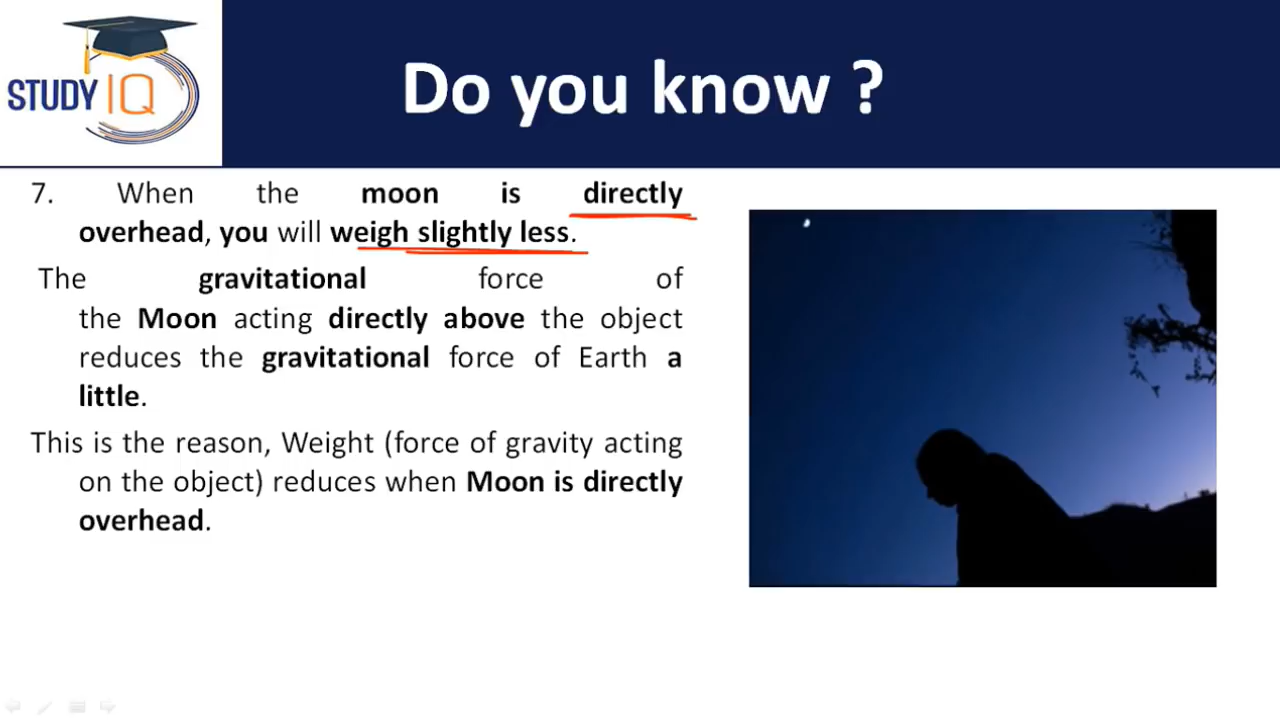 STUDY IQ
Do you know ?
7. When the moon is directly
overhead, you will weigh slightly less.
The gravitational force of
the Moon acting directly above the object
reduces the gravitational force of Earth a
little.
This is the reason, Weight (force of gravity acting
on the object) reduces when Moon is directly
overhead.